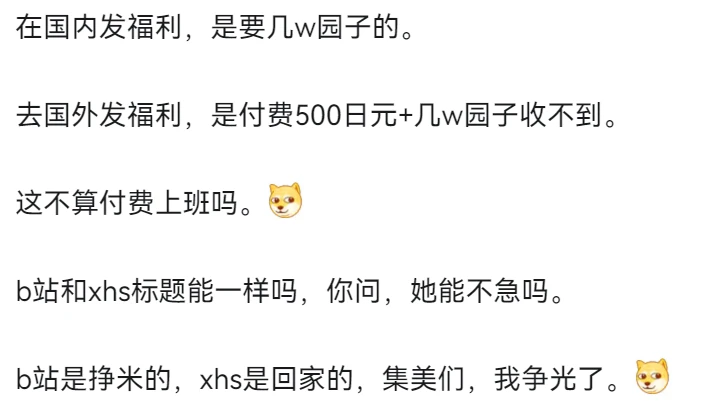 在国内发福利，是要几w园子的。
去国外发福利，是付费500日元+几w园子收不到。
这不算付费上班吗。
b站和xhs标题能一样吗，你问，她能不急吗。
b站是挣米的，xhs是回家的，集美们，我争光了。